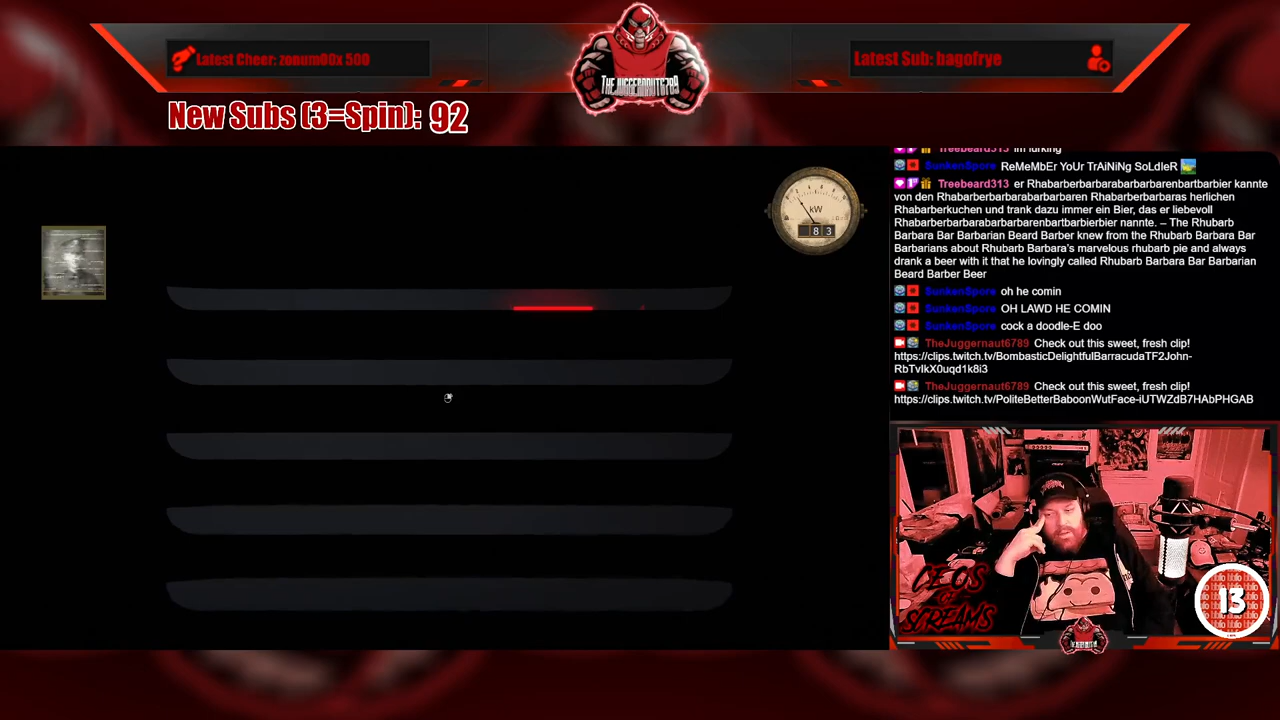 Latest Cheer: zonum00x 500
THEJUGGERNAUT6789
Latest Sub: hagofrye
New Subs (3=Spin): 92
kW
8 3
Treebeard313 im lurking
SunkenSpore ReMeMbEr YoUr TrAiNiNg SoLdIeR
Treebeard313 er Rhabarberbarbarabarbarbarenbartbarbier kannte
von den Rhabarberbarbarabarbarbaren Rhabarberbarbaras herlichen
Rhabarberkuchen und trank dazu immer ein Bier, das er liebevoll
Rhabarberbarbarabarbarbarenbartbarbierbier nannte. – The Rhubarb
Barbara Bar Barbarian Beard Barber knew from the Rhubarb Barbara Bar
Barbarians about Rhubarb Barbara's marvelous rhubarb pie and always
drank a beer with it that he lovingly called Rhubarb Barbara Bar Barbarian
Beard Barber Beer
SunkenSpore oh he comin
SunkenSpore OH LAWD HE COMIN
SunkenSpore cock a doodle-E doo
TheJuggernaut6789 Check out this sweet, fresh clip!
https://clips.twitch.tv/BombasticDelightfulBarracudaTF2John-
RbTvIkX0uqd1k8i3
TheJuggernaut6789 Check out this sweet, fresh clip!
https://clips.twitch.tv/PoliteBetterBaboonWutFace-iUTWZdB7HAbPHGAB
CEOS
OF
SCREAMS
13